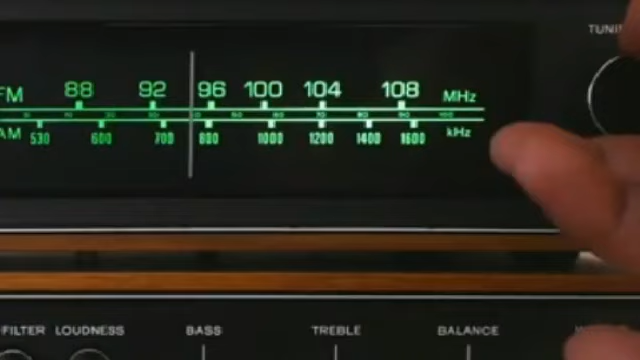 TUNI
FM 88 92 96 100 104 108 MHz
AM 530 600 700 800 1000 1200 1400 1600 kHz
FILTER LOUDNESS BASS TREBLE BALANCE